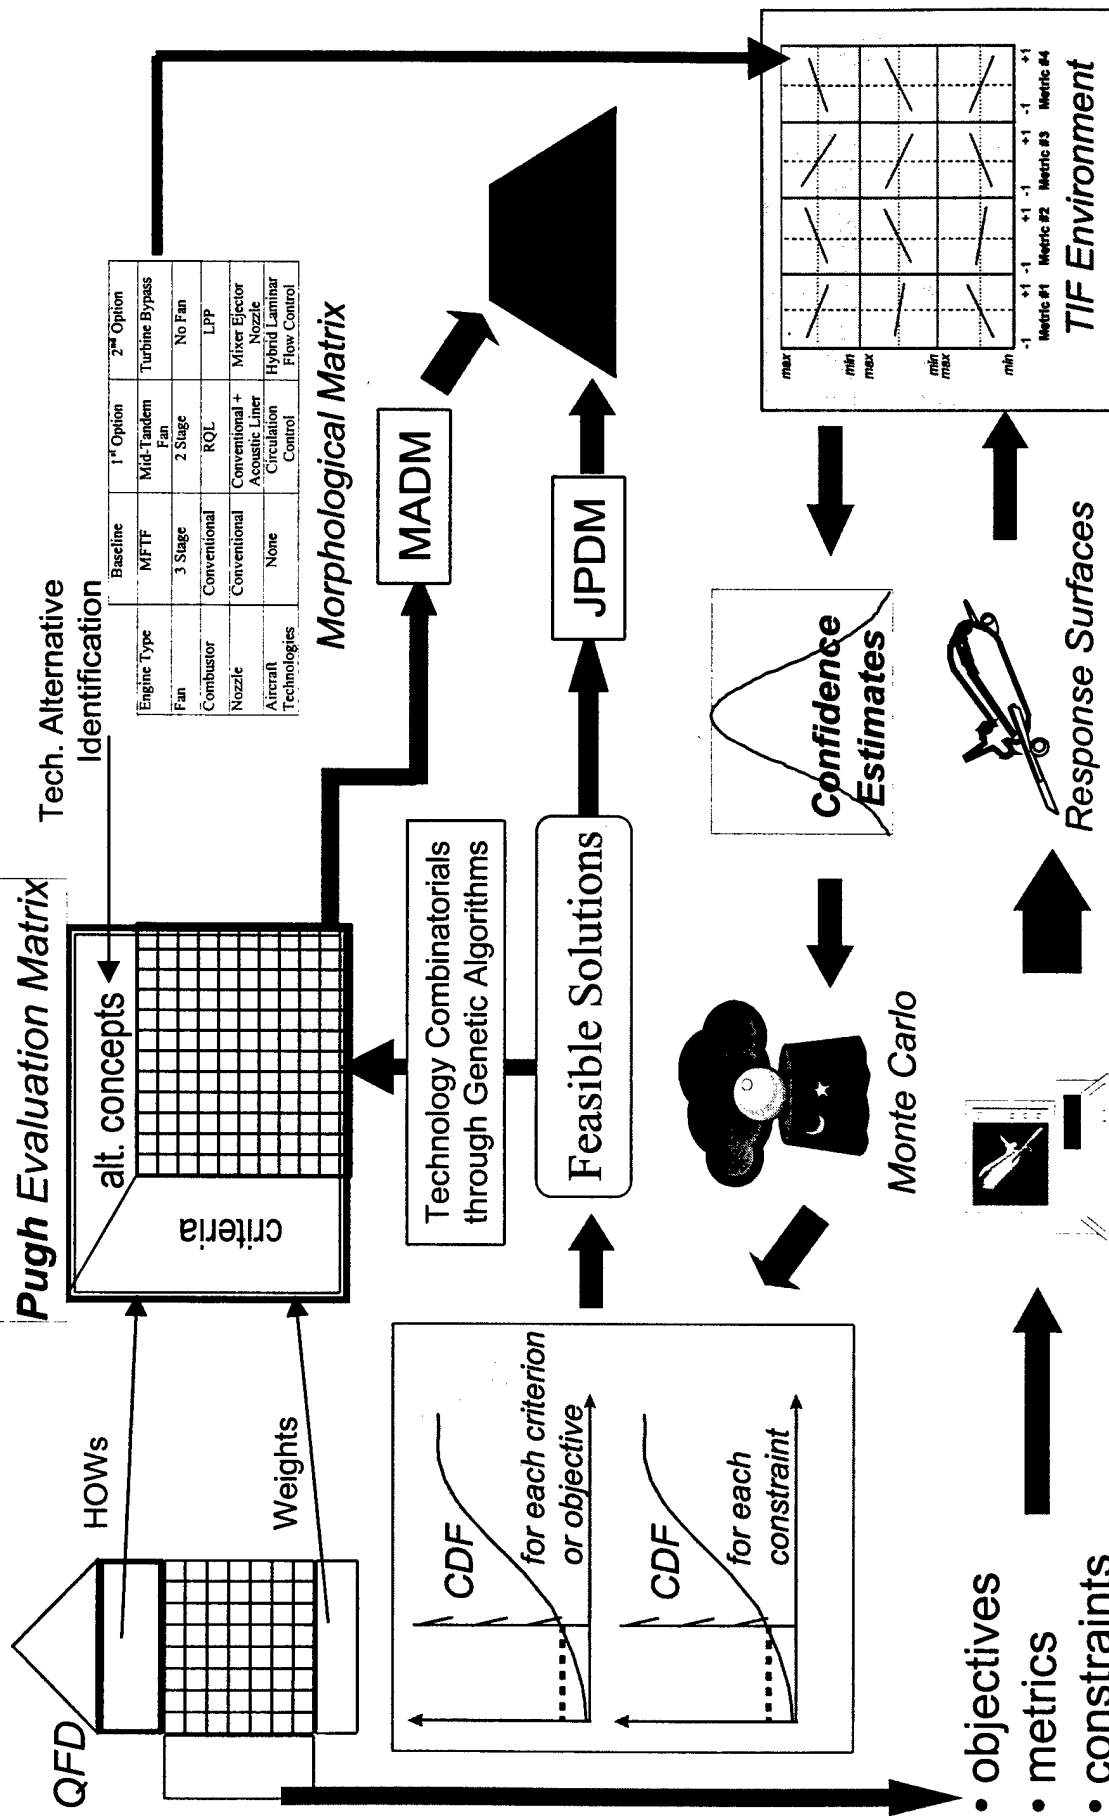 QFD
HOWs
Weights
Pugh Evaluation Matrix
alt. concepts
criteria
Tech. Alternative
Identification
Baseline 1st Option 2nd Option
Engine Type MFTF Mid-Tandem Fan Turbine Bypass
Fan 3 Stage 2 Stage No Fan
Combustor Conventional RQL LPP
Nozzle Conventional Conventional + Acoustic Liner Mixer Ejector Nozzle
Aircraft Technologies None Circulation Control Hybrid Laminar Flow Control
Morphological Matrix
Technology Combinatorials
through Genetic Algorithms
MADM
CDF
for each criterion
or objective
CDF
for each
constraint
Feasible Solutions
JPDM
Monte Carlo
Confidence
Estimates
max
min
max
min
max
min
-1 +1 -1 +1 -1 +1 -1 +1
Metric #1 Metric #2 Metric #3 Metric #4
TIF Environment
• objectives
• metrics
• constraints
Response Surfaces